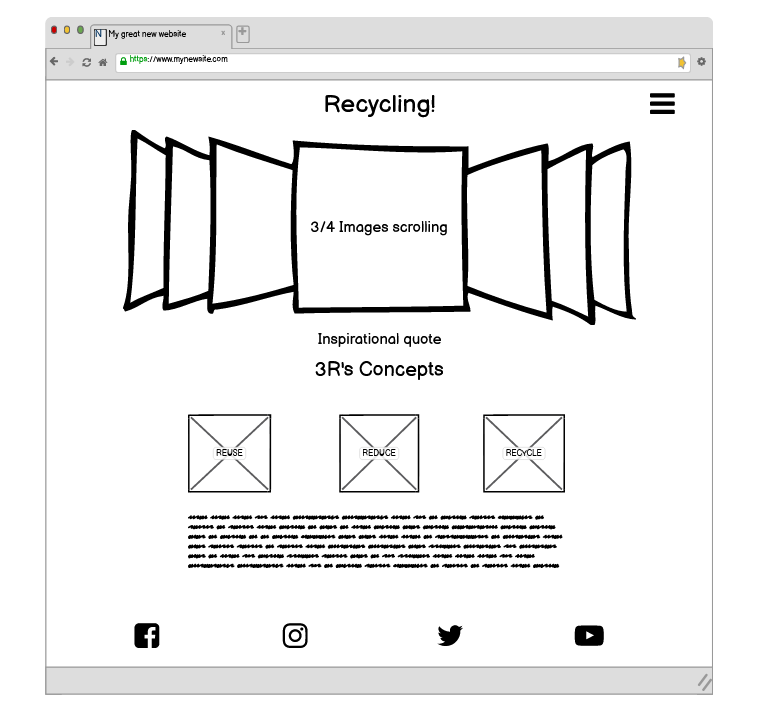 N My great new website x
https://www.mynewsite.com
Recycling!
3/4 Images scrolling
Inspirational quote
3R's Concepts
REUSE REDUCE RECYCLE